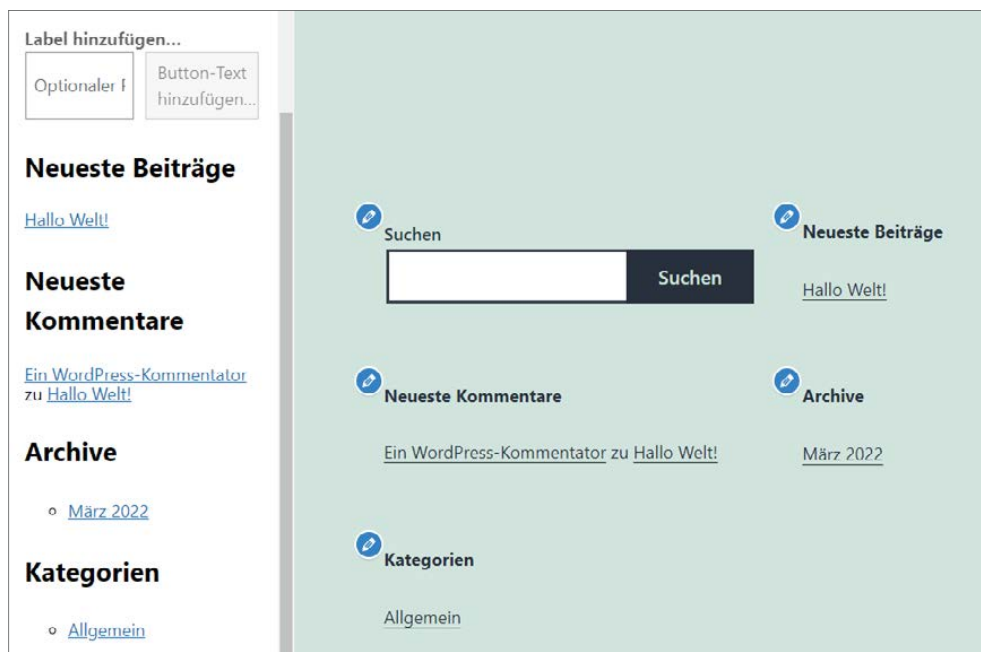 Label hinzufügen...
Optionaler
Button-Text
hinzufügen...
Neueste Beiträge
Hallo Welt!
Neueste
Kommentare
Ein WordPress-Kommentator
zu Hallo Welt!
Archive
März 2022
Kategorien
Allgemein
Suchen
Suchen
Neueste Beiträge
Hallo Welt!
Neueste Kommentare
Ein WordPress-Kommentator zu Hallo Welt!
Archive
März 2022
Kategorien
Allgemein